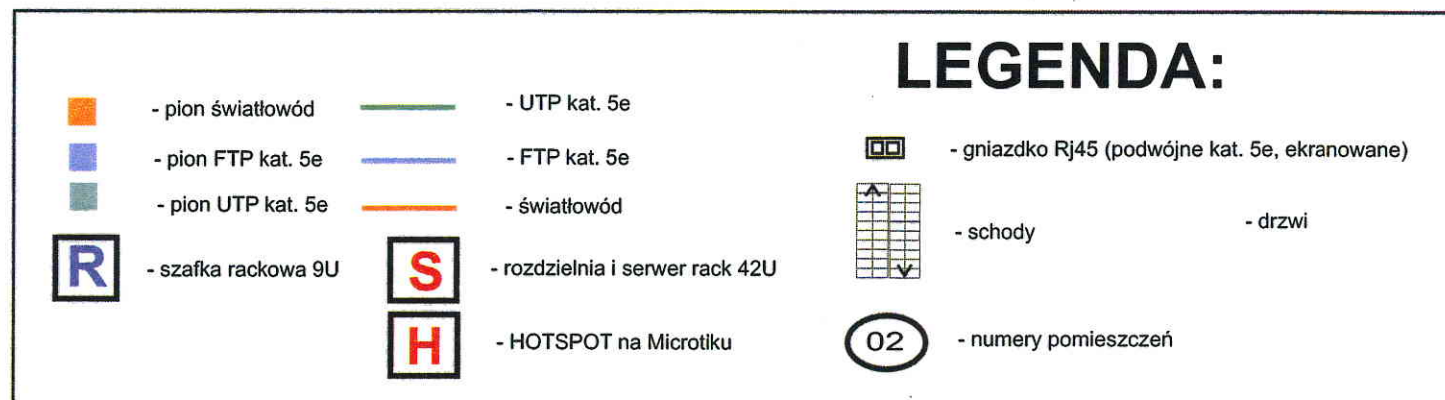 LEGENDA:
- pion światłowód
- UTP kat. 5e
- pion FTP kat. 5e
- FTP kat. 5e
- gniazdko Rj45 (podwójne kat. 5e, ekranowane)
- pion UTP kat. 5e
- światłowód
- schody
- drzwi
R - szafka rackowa 9U
S - rozdzielnia i serwer rack 42U
H - HOTSPOT na Microtiku
02 - numery pomieszczeń